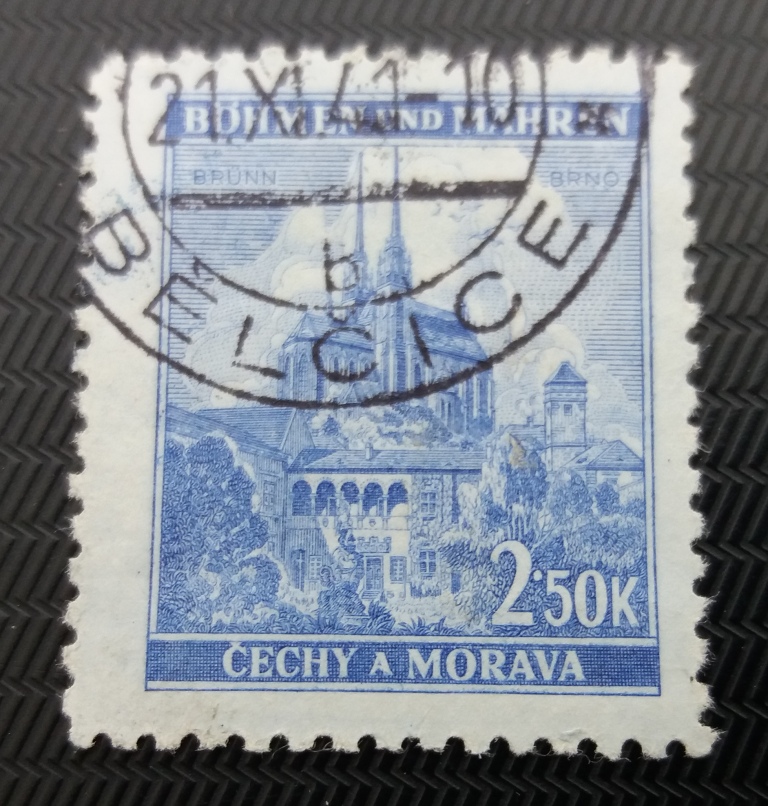 21.XI.41-10
BÖHMEN UND MÄHREN
BRÜNN BRNO
b
BĚLČICE
2·50K
ČECHY A MORAVA